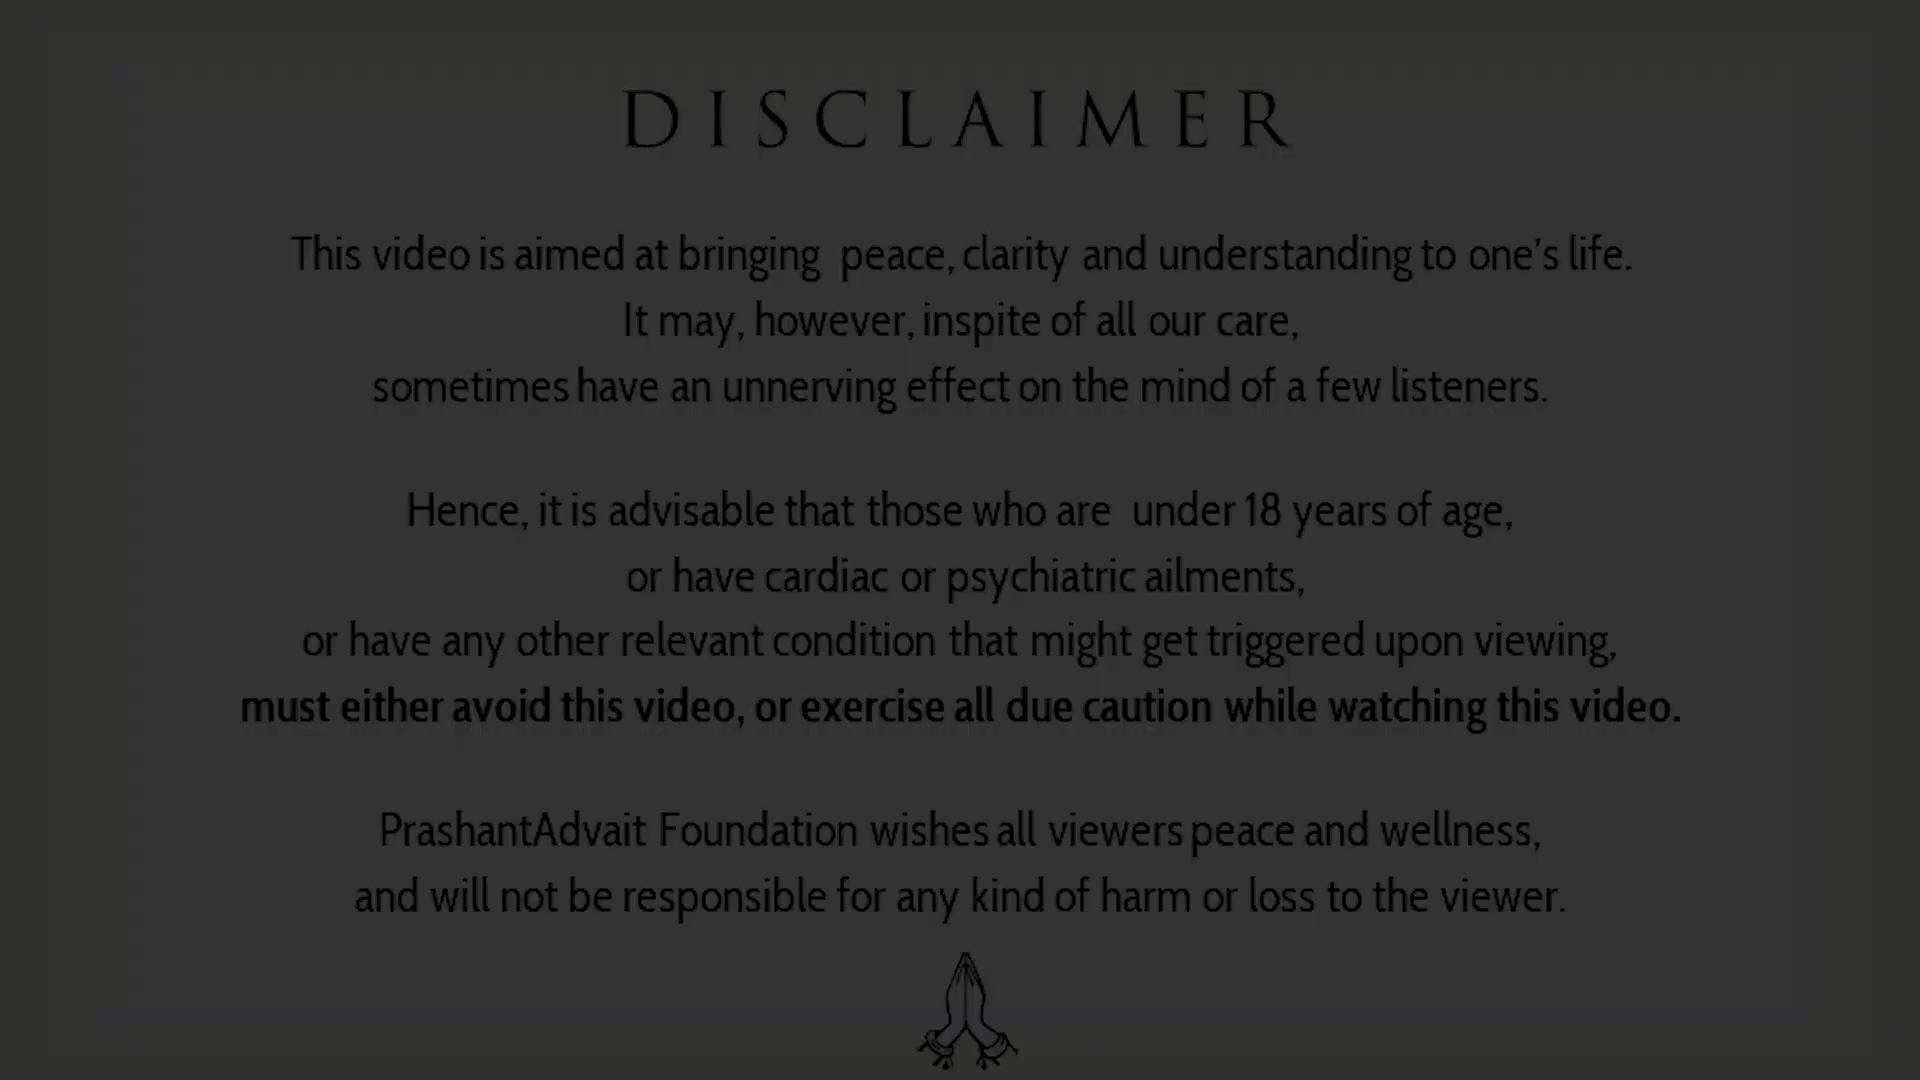 DISCLAIMER
This video is aimed at bringing peace, clarity and understanding to one's life.
It may, however, inspite of all our care,
sometimes have an unnerving effect on the mind of a few listeners.
Hence, it is advisable that those who are under 18 years of age,
or have cardiac or psychiatric ailments,
or have any other relevant condition that might get triggered upon viewing,
must either avoid this video, or exercise all due caution while watching this video.
PrashantAdvait Foundation wishes all viewers peace and wellness,
and will not be responsible for any kind of harm or loss to the viewer.